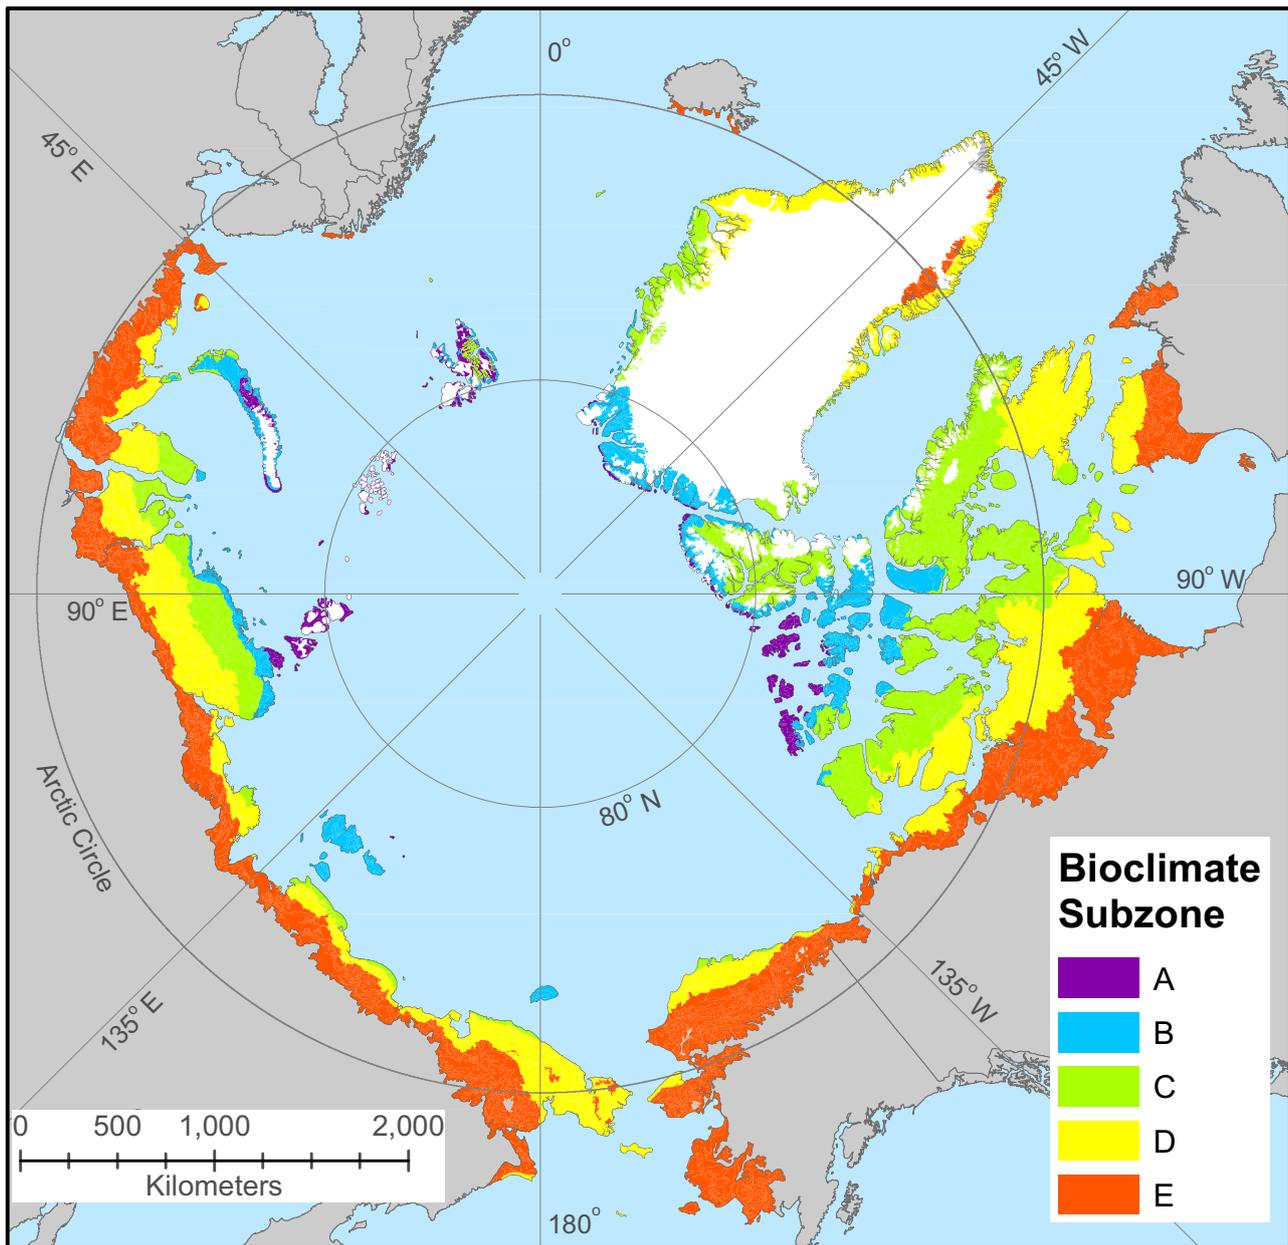 0°
45° W
45° E
90° W
90° E
80° N
Arctic Circle
135° E
135° W
180°
Bioclimate
Subzone
A
B
C
D
E
0 500 1,000 2,000
Kilometers